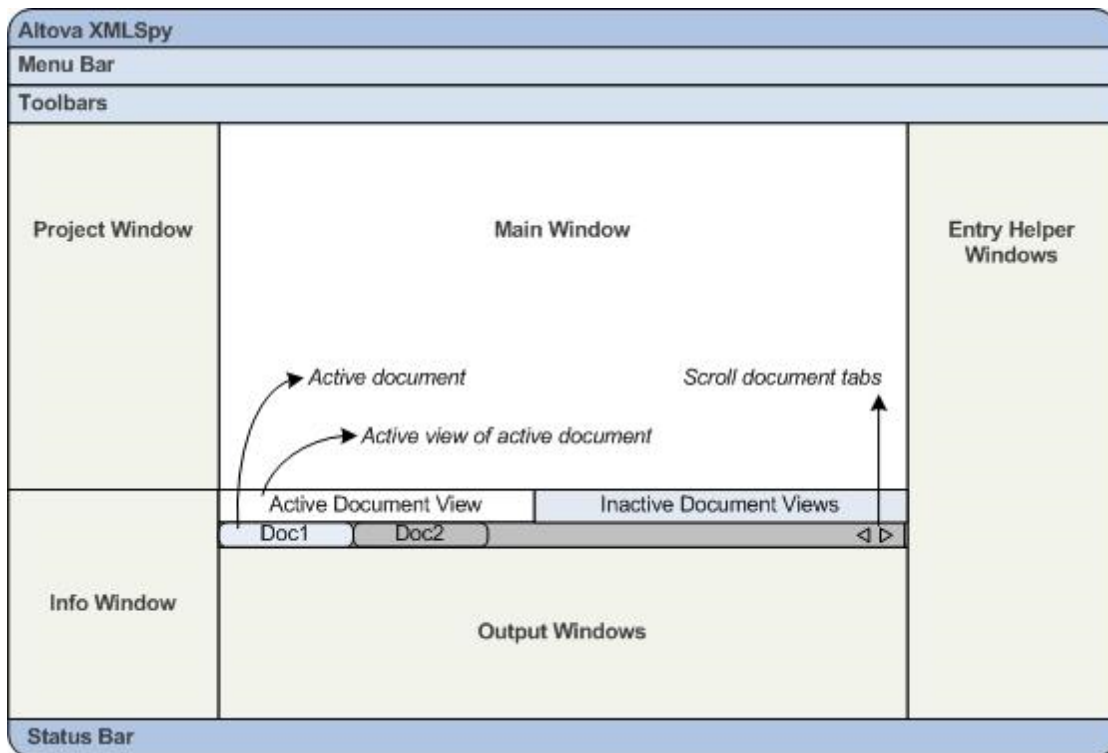 Altova XMLSpy
Menu Bar
Toolbars
Project Window
Main Window
Entry Helper
Windows
Active document
Scroll document tabs
Active view of active document
Active Document View
Inactive Document Views
Doc1
Doc2
Info Window
Output Windows
Status Bar